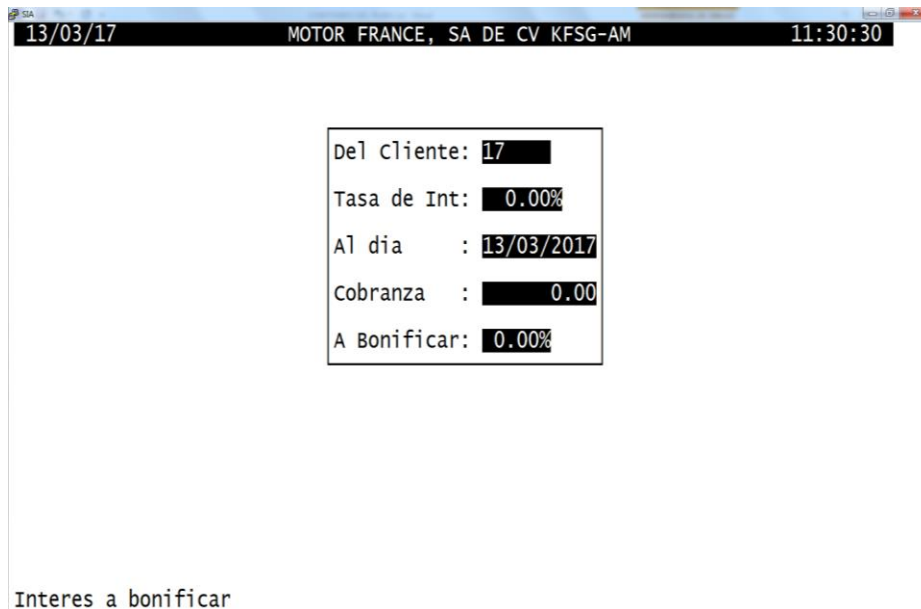 SIA
13/03/17 MOTOR FRANCE, SA DE CV KFSG-AM 11:30:30
Del Cliente: 17
Tasa de Int: 0.00%
Al dia : 13/03/2017
Cobranza : 0.00
A Bonificar: 0.00%
Interes a bonificar